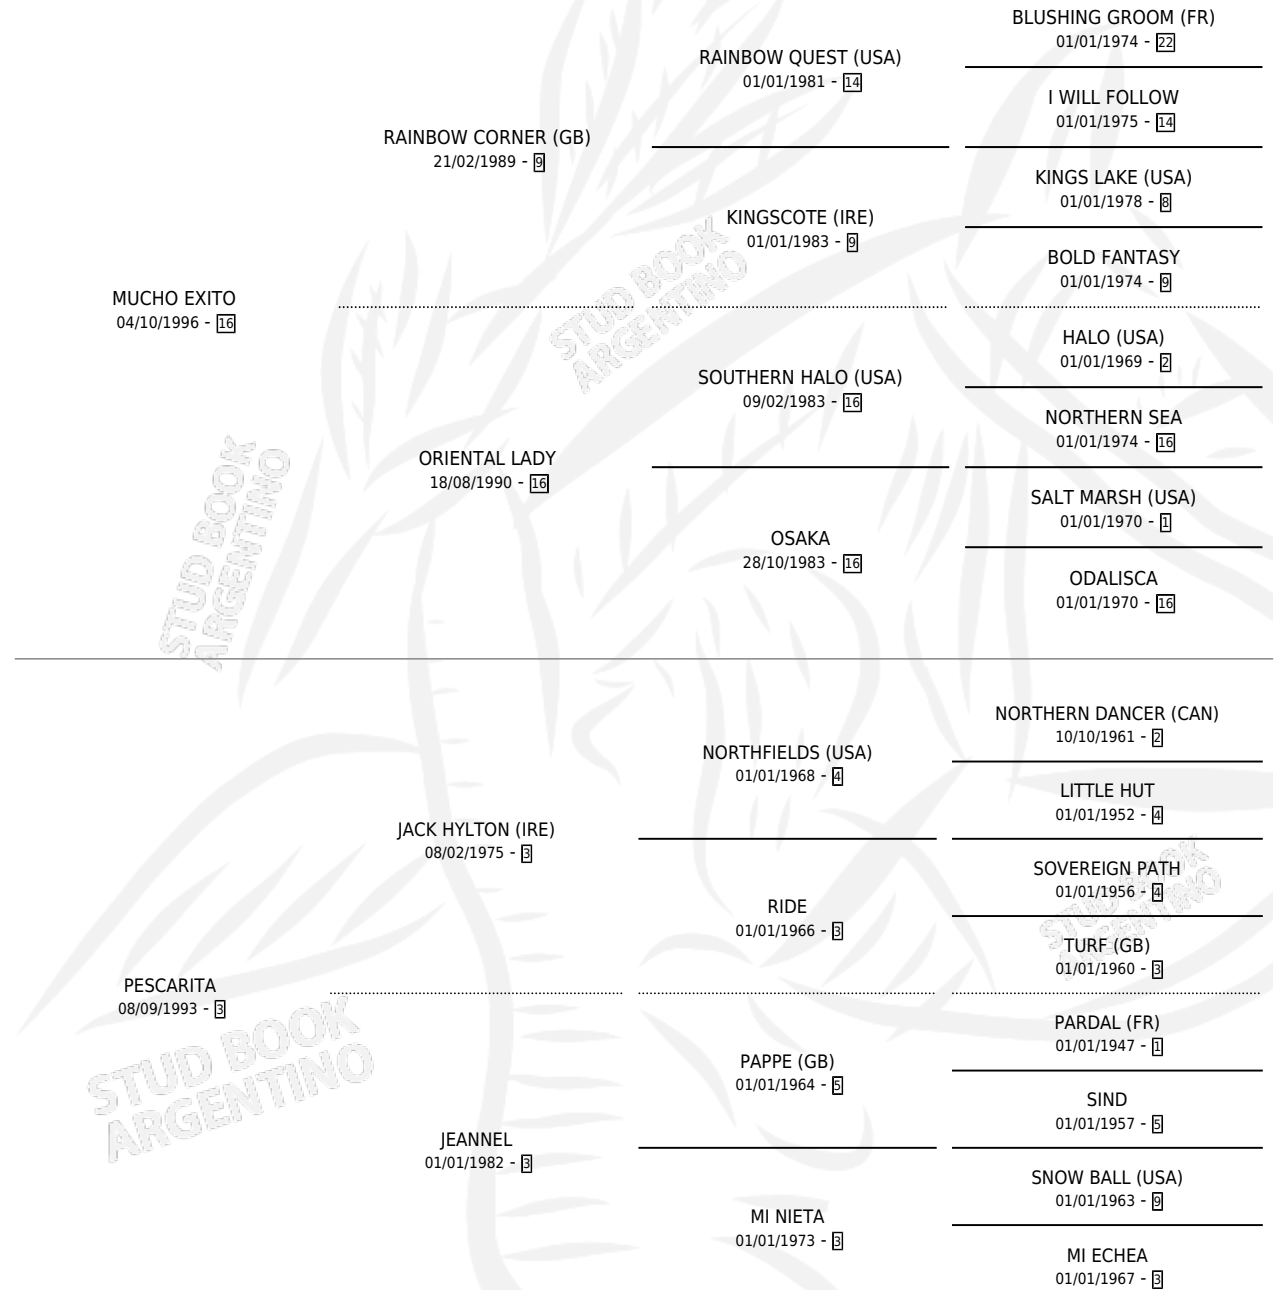 BLUSHING GROOM (FR)
01/01/1974 - 22
RAINBOW QUEST (USA)
01/01/1981 - 14
I WILL FOLLOW
01/01/1975 - 14
RAINBOW CORNER (GB)
21/02/1989 - 9
KINGS LAKE (USA)
01/01/1978 - 8
KINGSCOTE (IRE)
01/01/1983 - 9
BOLD FANTASY
01/01/1974 - 9
MUCHO EXITO
04/10/1996 - 16
HALO (USA)
01/01/1969 - 2
SOUTHERN HALO (USA)
09/02/1983 - 16
NORTHERN SEA
01/01/1974 - 16
ORIENTAL LADY
18/08/1990 - 16
SALT MARSH (USA)
01/01/1970 - 1
OSAKA
28/10/1983 - 16
ODALISCA
01/01/1970 - 16
NORTHERN DANCER (CAN)
10/10/1961 - 2
NORTHFIELDS (USA)
01/01/1968 - 4
LITTLE HUT
01/01/1952 - 4
JACK HYLTON (IRE)
08/02/1975 - 3
SOVEREIGN PATH
01/01/1956 - 4
RIDE
01/01/1966 - 3
TURF (GB)
01/01/1960 - 3
PESCARITA
08/09/1993 - 3
PARDAL (FR)
01/01/1947 - 1
PAPPE (GB)
01/01/1964 - 5
SIND
01/01/1957 - 5
JEANNEL
01/01/1982 - 3
SNOW BALL (USA)
01/01/1963 - 9
MI NIETA
01/01/1973 - 3
MI ECHEA
01/01/1967 - 3
STUD BOOK
ARGENTINO
STUD BOOK
ARGENTINO
STUD BOOK
ARGENTINO
STUD BOOK
ARGENTINO